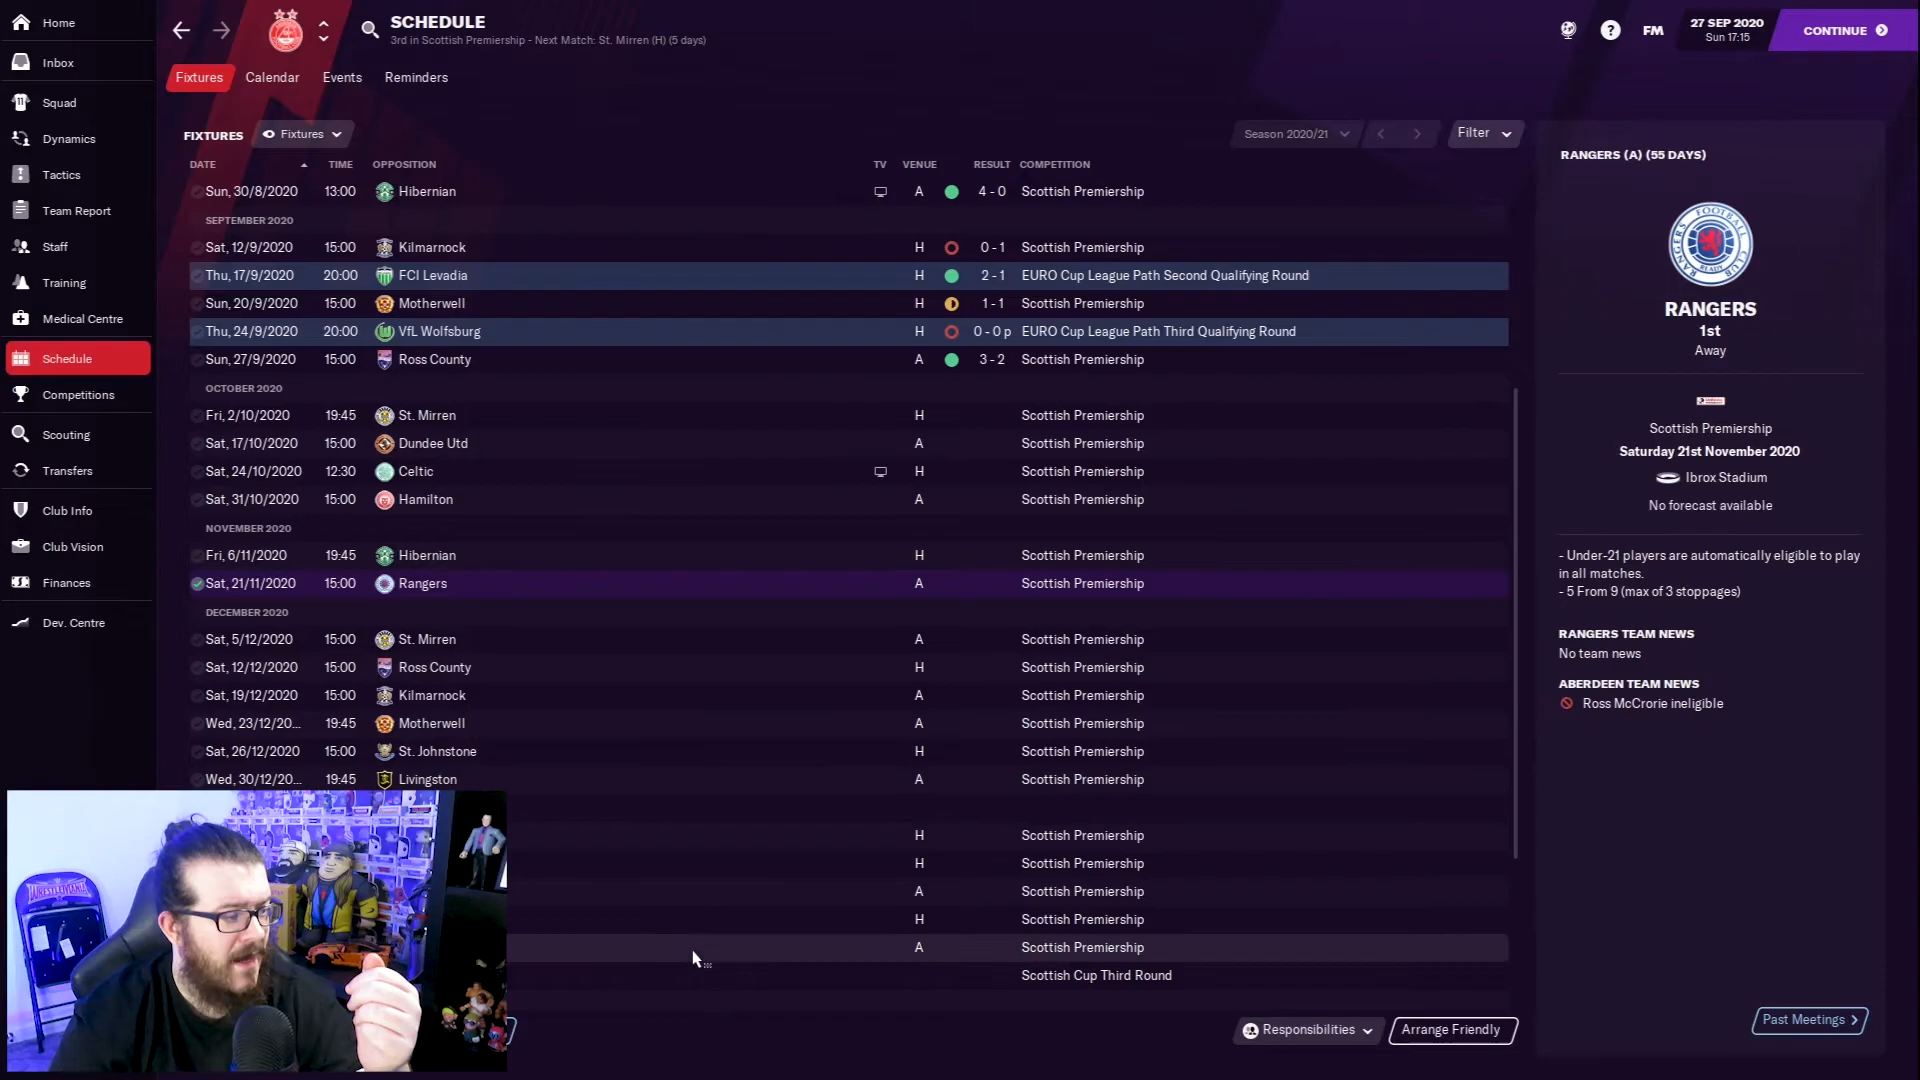 Home
Inbox
Squad
Dynamics
Tactics
Team Report
Staff
Training
Medical Centre
Schedule
Competitions
Scouting
Transfers
Club Info
Club Vision
Finances
Dev. Centre
SCHEDULE
3rd in Scottish Premiership - Next Match: St. Mirren (H) (5 days)
FM
27 SEP 2020
Sun 17:15
CONTINUE
Fixtures Calendar Events Reminders
FIXTURES Fixtures Season 2020/21 Filter
DATE TIME OPPOSITION TV VENUE RESULT COMPETITION
Sun, 30/8/2020 13:00 Hibernian A 4 - 0 Scottish Premiership
SEPTEMBER 2020
Sat, 12/9/2020 15:00 Kilmarnock H 0 - 1 Scottish Premiership
Thu, 17/9/2020 20:00 FCI Levadia H 2 - 1 EURO Cup League Path Second Qualifying Round
Sun, 20/9/2020 15:00 Motherwell H 1 - 1 Scottish Premiership
Thu, 24/9/2020 20:00 VfL Wolfsburg H 0 - 0 p EURO Cup League Path Third Qualifying Round
Sun, 27/9/2020 15:00 Ross County A 3 - 2 Scottish Premiership
OCTOBER 2020
Fri, 2/10/2020 19:45 St. Mirren H Scottish Premiership
Sat, 17/10/2020 15:00 Dundee Utd A Scottish Premiership
Sat, 24/10/2020 12:30 Celtic H Scottish Premiership
Sat, 31/10/2020 15:00 Hamilton A Scottish Premiership
NOVEMBER 2020
Fri, 6/11/2020 19:45 Hibernian H Scottish Premiership
Sat, 21/11/2020 15:00 Rangers A Scottish Premiership
DECEMBER 2020
Sat, 5/12/2020 15:00 St. Mirren A Scottish Premiership
Sat, 12/12/2020 15:00 Ross County H Scottish Premiership
Sat, 19/12/2020 15:00 Kilmarnock A Scottish Premiership
Wed, 23/12/20... 19:45 Motherwell A Scottish Premiership
Sat, 26/12/2020 15:00 St. Johnstone H Scottish Premiership
Wed, 30/12/20... 19:45 Livingston A Scottish Premiership
H Scottish Premiership
H Scottish Premiership
A Scottish Premiership
H Scottish Premiership
A Scottish Premiership
Scottish Cup Third Round
Responsibilities Arrange Friendly
RANGERS (A) (55 DAYS)
RANGERS FOOTBALL CLUB
READY
RANGERS
1st
Away
Scottish Premiership
Saturday 21st November 2020
Ibrox Stadium
No forecast available
- Under-21 players are automatically eligible to play
in all matches.
- 5 From 9 (max of 3 stoppages)
RANGERS TEAM NEWS
No team news
ABERDEEN TEAM NEWS
Ross McCrorie ineligible
Past Meetings
WRESTLEMANIA